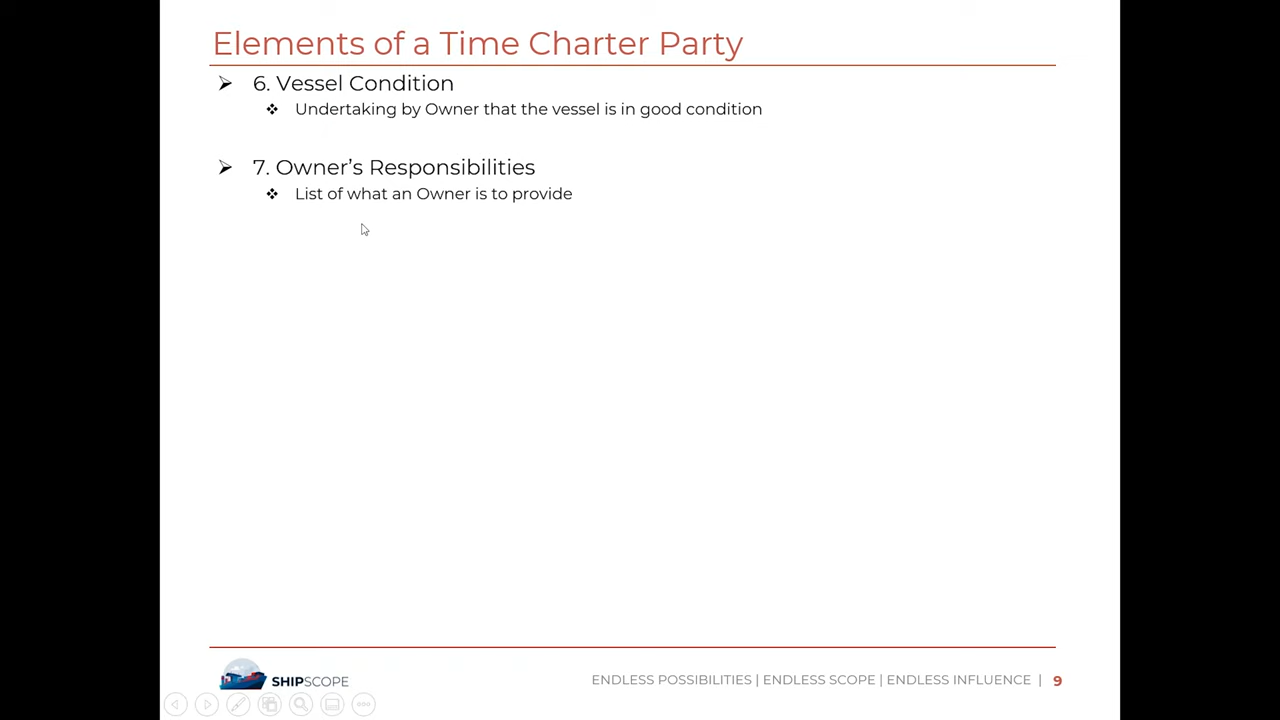 Elements of a Time Charter Party
6. Vessel Condition
Undertaking by Owner that the vessel is in good condition
7. Owner’s Responsibilities
List of what an Owner is to provide
SHIPSCOPE
ENDLESS POSSIBILITIES | ENDLESS SCOPE | ENDLESS INFLUENCE | 9